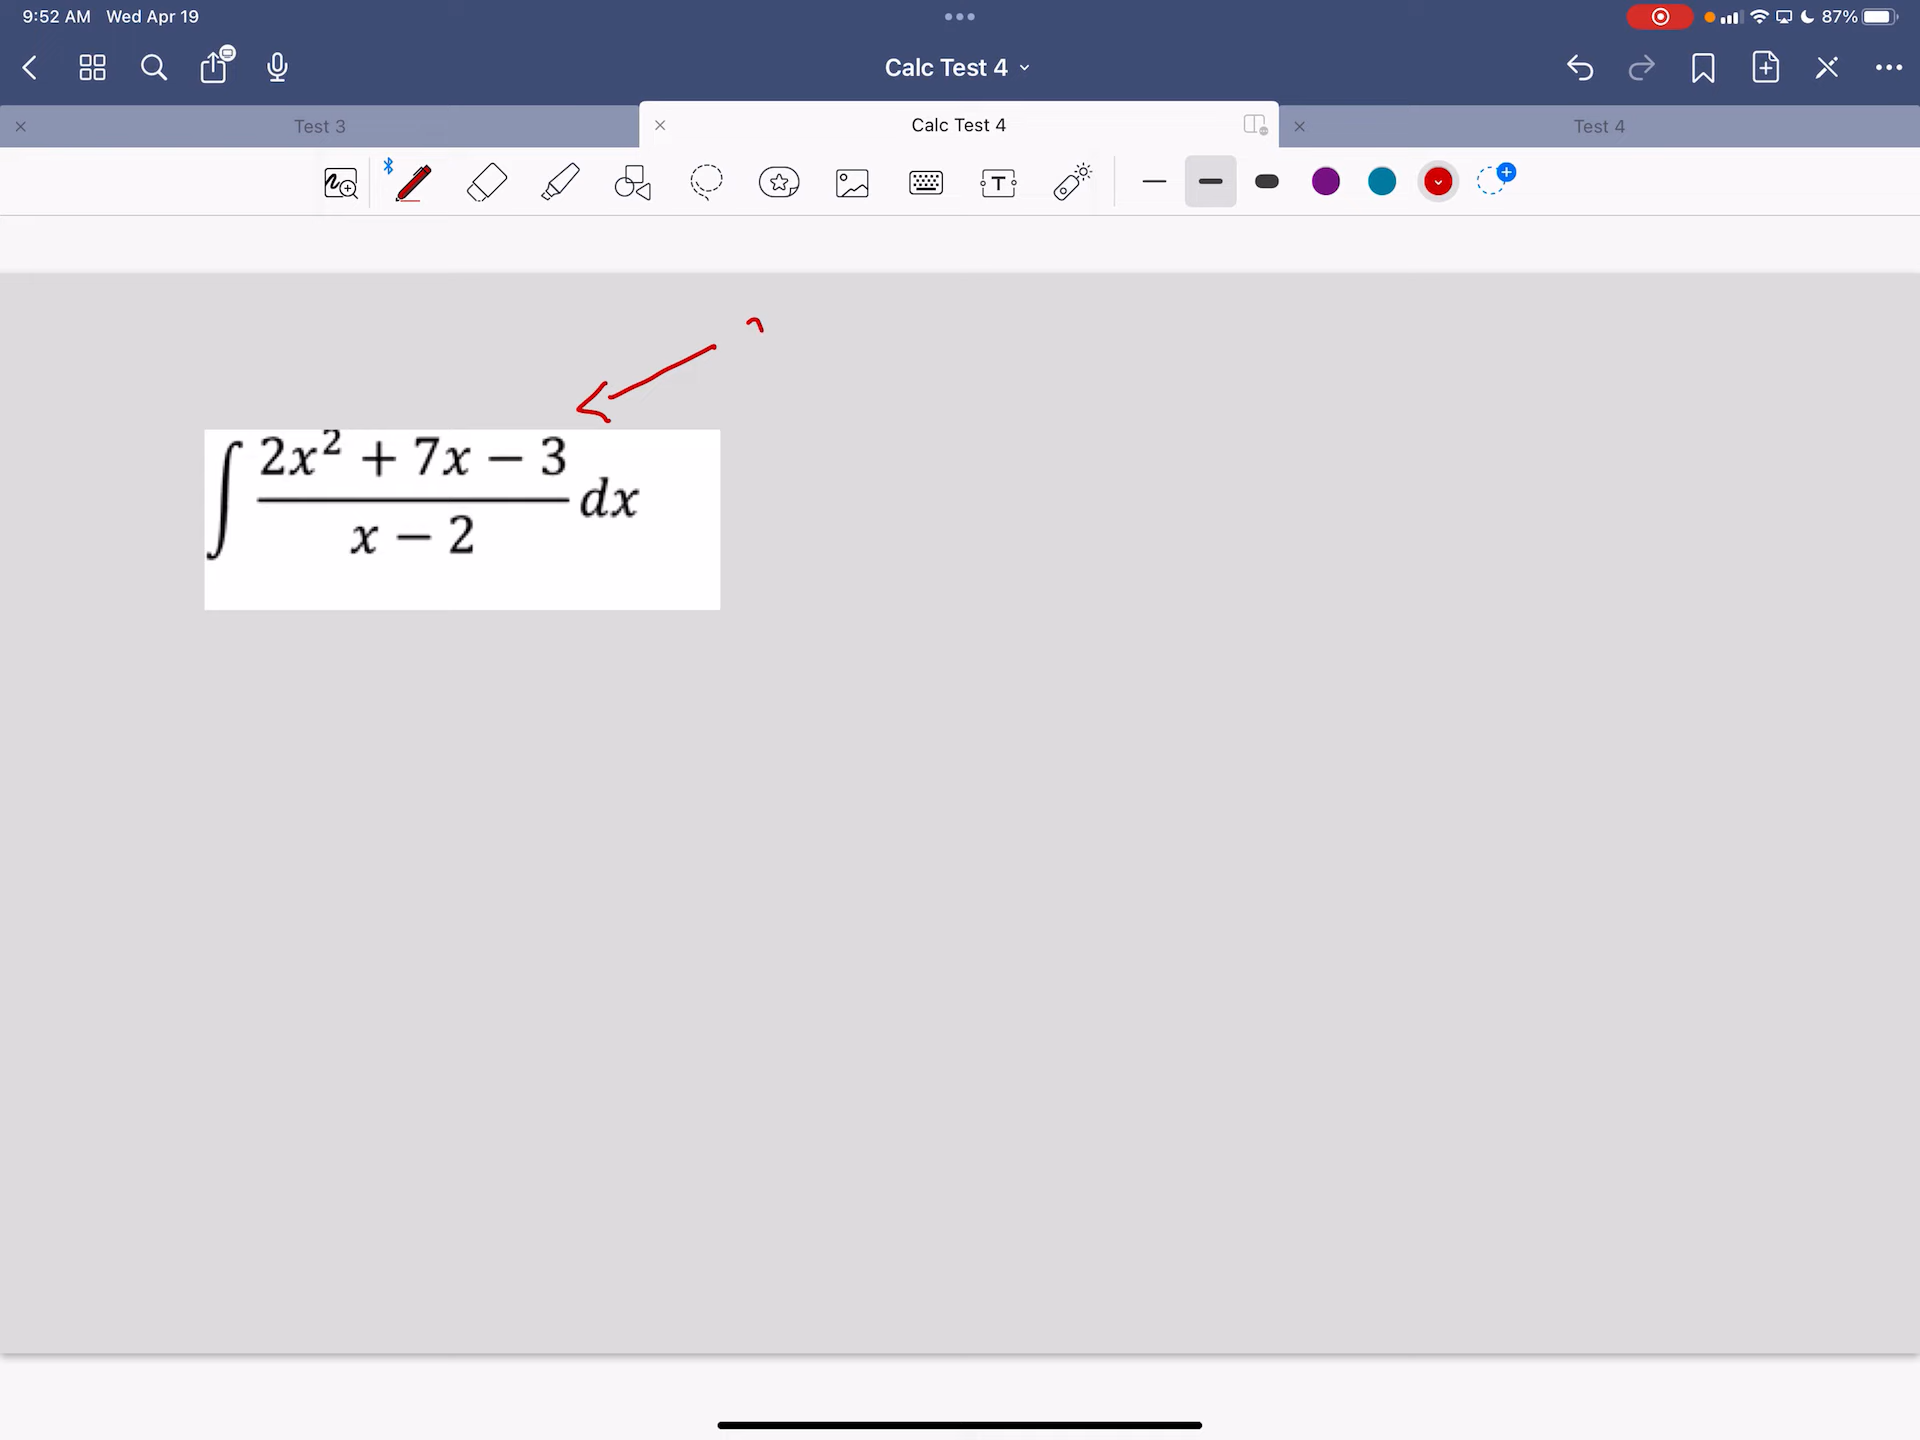 9:52 AM Wed Apr 19
87%
Calc Test 4
Test 3
Calc Test 4
Test 4
T
∫ (2x² + 7x − 3)/(x − 2) dx